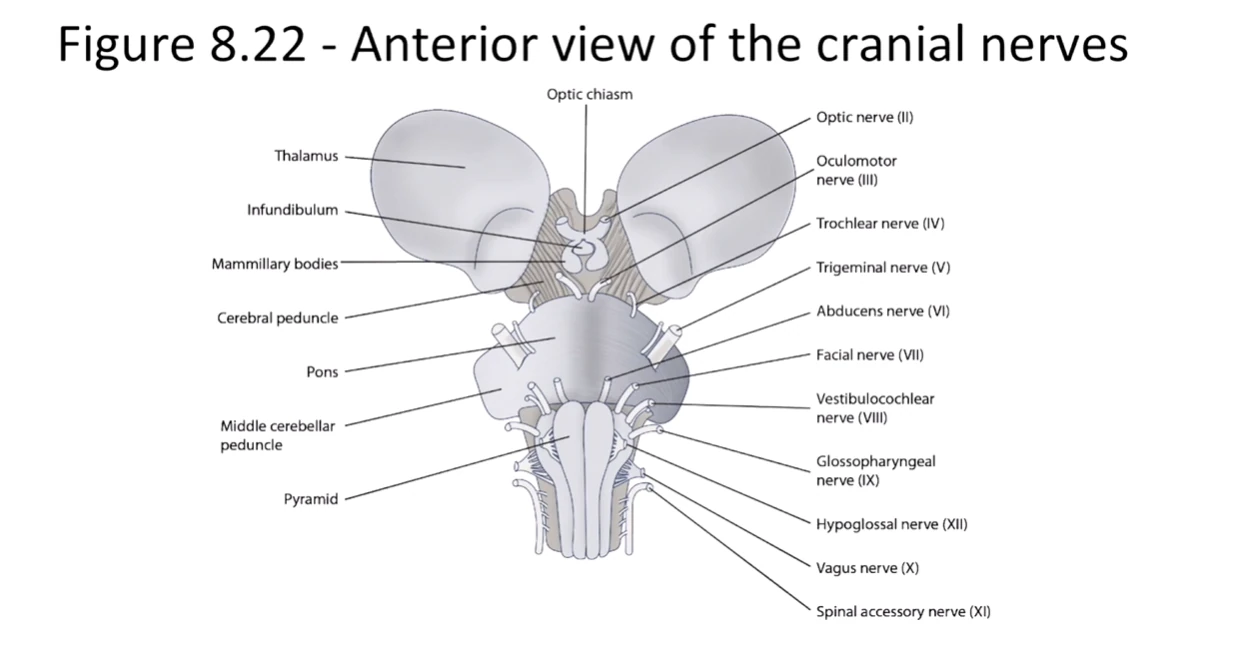 Figure 8.22 - Anterior view of the cranial nerves
Optic chiasm
Thalamus
Infundibulum
Mammillary bodies
Cerebral peduncle
Pons
Middle cerebellar
peduncle
Pyramid
Optic nerve (II)
Oculomotor
nerve (III)
Trochlear nerve (IV)
Trigeminal nerve (V)
Abducens nerve (VI)
Facial nerve (VII)
Vestibulocochlear
nerve (VIII)
Glossopharyngeal
nerve (IX)
Hypoglossal nerve (XII)
Vagus nerve (X)
Spinal accessory nerve (XI)